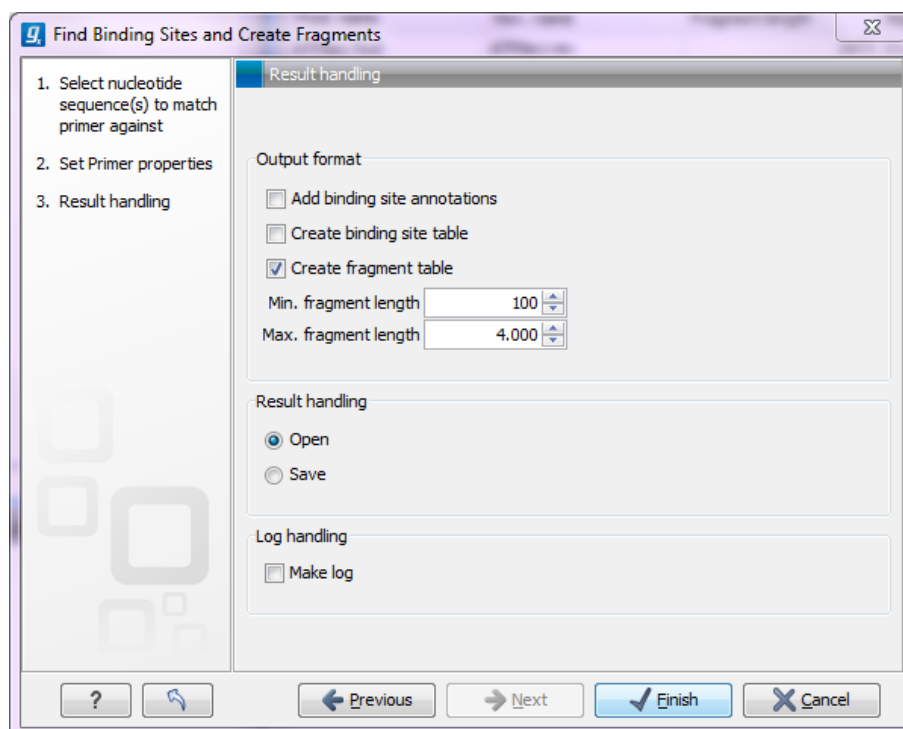 Find Binding Sites and Create Fragments
1. Select nucleotide
sequence(s) to match
primer against
2. Set Primer properties
3. Result handling
Result handling
Output format
Add binding site annotations
Create binding site table
Create fragment table
Min. fragment length 100
Max. fragment length 4.000
Result handling
Open
Save
Log handling
Make log
? Previous Next Finish Cancel